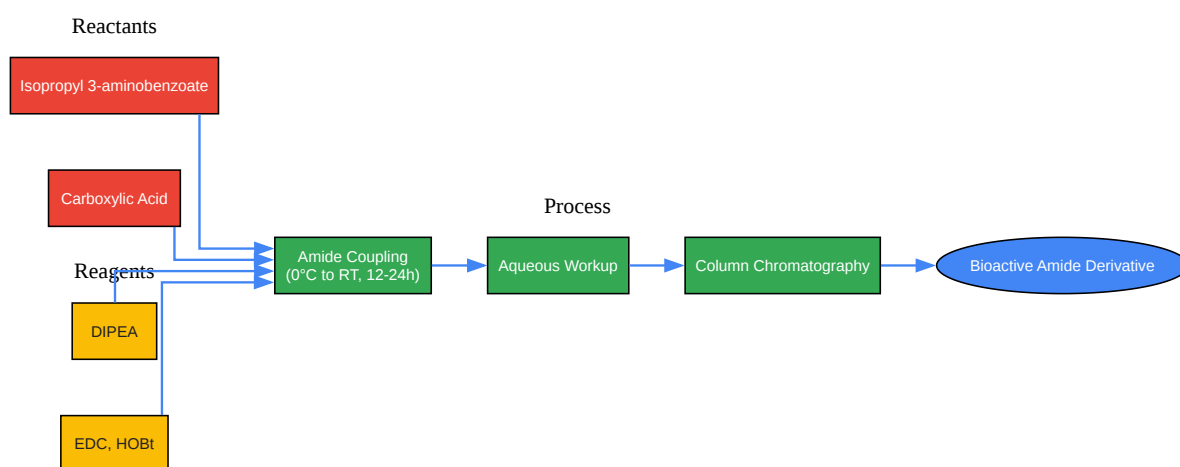 Reactants
Isopropyl 3-aminobenzoate
Carboxylic Acid
Reagents
DIPEA
EDC, HOBt
Process
Amide Coupling
(0°C to RT, 12-24h)
Aqueous Workup
Column Chromatography
Bioactive Amide Derivative